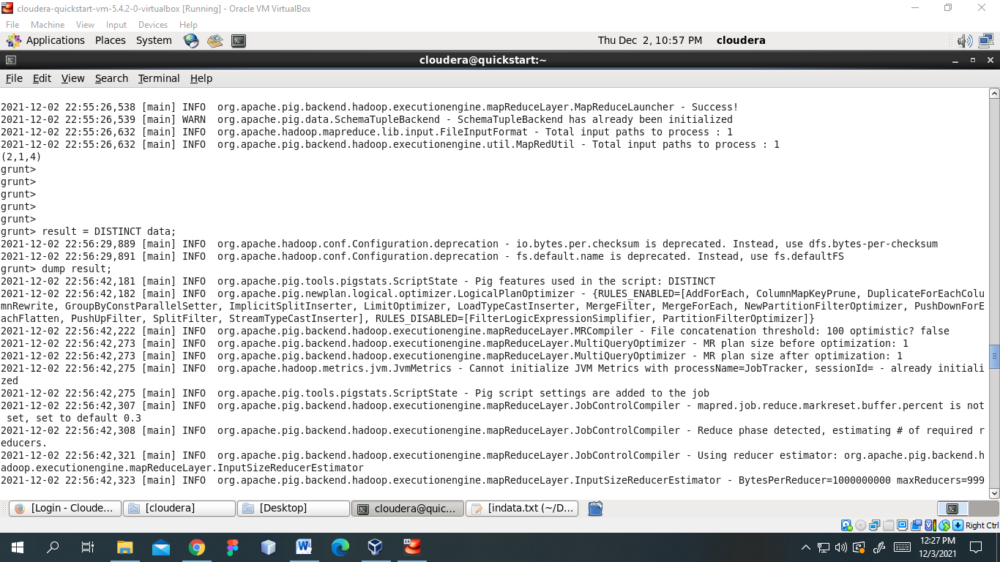 cloudera-quickstart-vm-5.4.2-0-virtualbox [Running] - Oracle VM VirtualBox
File Machine View Input Devices Help
Applications Places System Thu Dec 2, 10:57 PM cloudera
cloudera@quickstart:~
File Edit View Search Terminal Help
2021-12-02 22:55:26,538 [main] INFO  org.apache.pig.backend.hadoop.executionengine.mapReduceLayer.MapReduceLauncher - Success!
2021-12-02 22:55:26,539 [main] WARN  org.apache.pig.data.SchemaTupleBackend - SchemaTupleBackend has already been initialized
2021-12-02 22:55:26,632 [main] INFO  org.apache.hadoop.mapreduce.lib.input.FileInputFormat - Total input paths to process : 1
2021-12-02 22:55:26,632 [main] INFO  org.apache.pig.backend.hadoop.executionengine.util.MapRedUtil - Total input paths to process : 1
(2,1,4)
grunt>
grunt>
grunt>
grunt>
grunt>
grunt> result = DISTINCT data;
2021-12-02 22:56:29,889 [main] INFO  org.apache.hadoop.conf.Configuration.deprecation - io.bytes.per.checksum is deprecated. Instead, use dfs.bytes-per-checksum
2021-12-02 22:56:29,891 [main] INFO  org.apache.hadoop.conf.Configuration.deprecation - fs.default.name is deprecated. Instead, use fs.defaultFS
grunt> dump result;
2021-12-02 22:56:42,181 [main] INFO  org.apache.pig.tools.pigstats.ScriptState - Pig features used in the script: DISTINCT
2021-12-02 22:56:42,182 [main] INFO  org.apache.pig.newplan.logical.optimizer.LogicalPlanOptimizer - {RULES_ENABLED=[AddForEach, ColumnMapKeyPrune, DuplicateForEachColu
mnRewrite, GroupByConstParallelSetter, ImplicitSplitInserter, LimitOptimizer, LoadTypeCastInserter, MergeFilter, MergeForEach, NewPartitionFilterOptimizer, PushDownForE
achFlatten, PushUpFilter, SplitFilter, StreamTypeCastInserter], RULES_DISABLED=[FilterLogicExpressionSimplifier, PartitionFilterOptimizer]}
2021-12-02 22:56:42,222 [main] INFO  org.apache.pig.backend.hadoop.executionengine.mapReduceLayer.MRCompiler - File concatenation threshold: 100 optimistic? false
2021-12-02 22:56:42,273 [main] INFO  org.apache.pig.backend.hadoop.executionengine.mapReduceLayer.MultiQueryOptimizer - MR plan size before optimization: 1
2021-12-02 22:56:42,273 [main] INFO  org.apache.pig.backend.hadoop.executionengine.mapReduceLayer.MultiQueryOptimizer - MR plan size after optimization: 1
2021-12-02 22:56:42,275 [main] INFO  org.apache.hadoop.metrics.jvm.JvmMetrics - Cannot initialize JVM Metrics with processName=JobTracker, sessionId= - already initiali
zed
2021-12-02 22:56:42,275 [main] INFO  org.apache.pig.tools.pigstats.ScriptState - Pig script settings are added to the job
2021-12-02 22:56:42,307 [main] INFO  org.apache.pig.backend.hadoop.executionengine.mapReduceLayer.JobControlCompiler - mapred.job.reduce.markreset.buffer.percent is not
 set, set to default 0.3
2021-12-02 22:56:42,308 [main] INFO  org.apache.pig.backend.hadoop.executionengine.mapReduceLayer.JobControlCompiler - Reduce phase detected, estimating # of required r
educers.
2021-12-02 22:56:42,321 [main] INFO  org.apache.pig.backend.hadoop.executionengine.mapReduceLayer.JobControlCompiler - Using reducer estimator: org.apache.pig.backend.h
adoop.executionengine.mapReduceLayer.InputSizeReducerEstimator
2021-12-02 22:56:42,323 [main] INFO  org.apache.pig.backend.hadoop.executionengine.mapReduceLayer.InputSizeReducerEstimator - BytesPerReducer=1000000000 maxReducers=999
[Login - Cloude... [cloudera] [Desktop] cloudera@quic... [indata.txt (~/D...
Right Ctrl
12:27 PM
12/3/2021